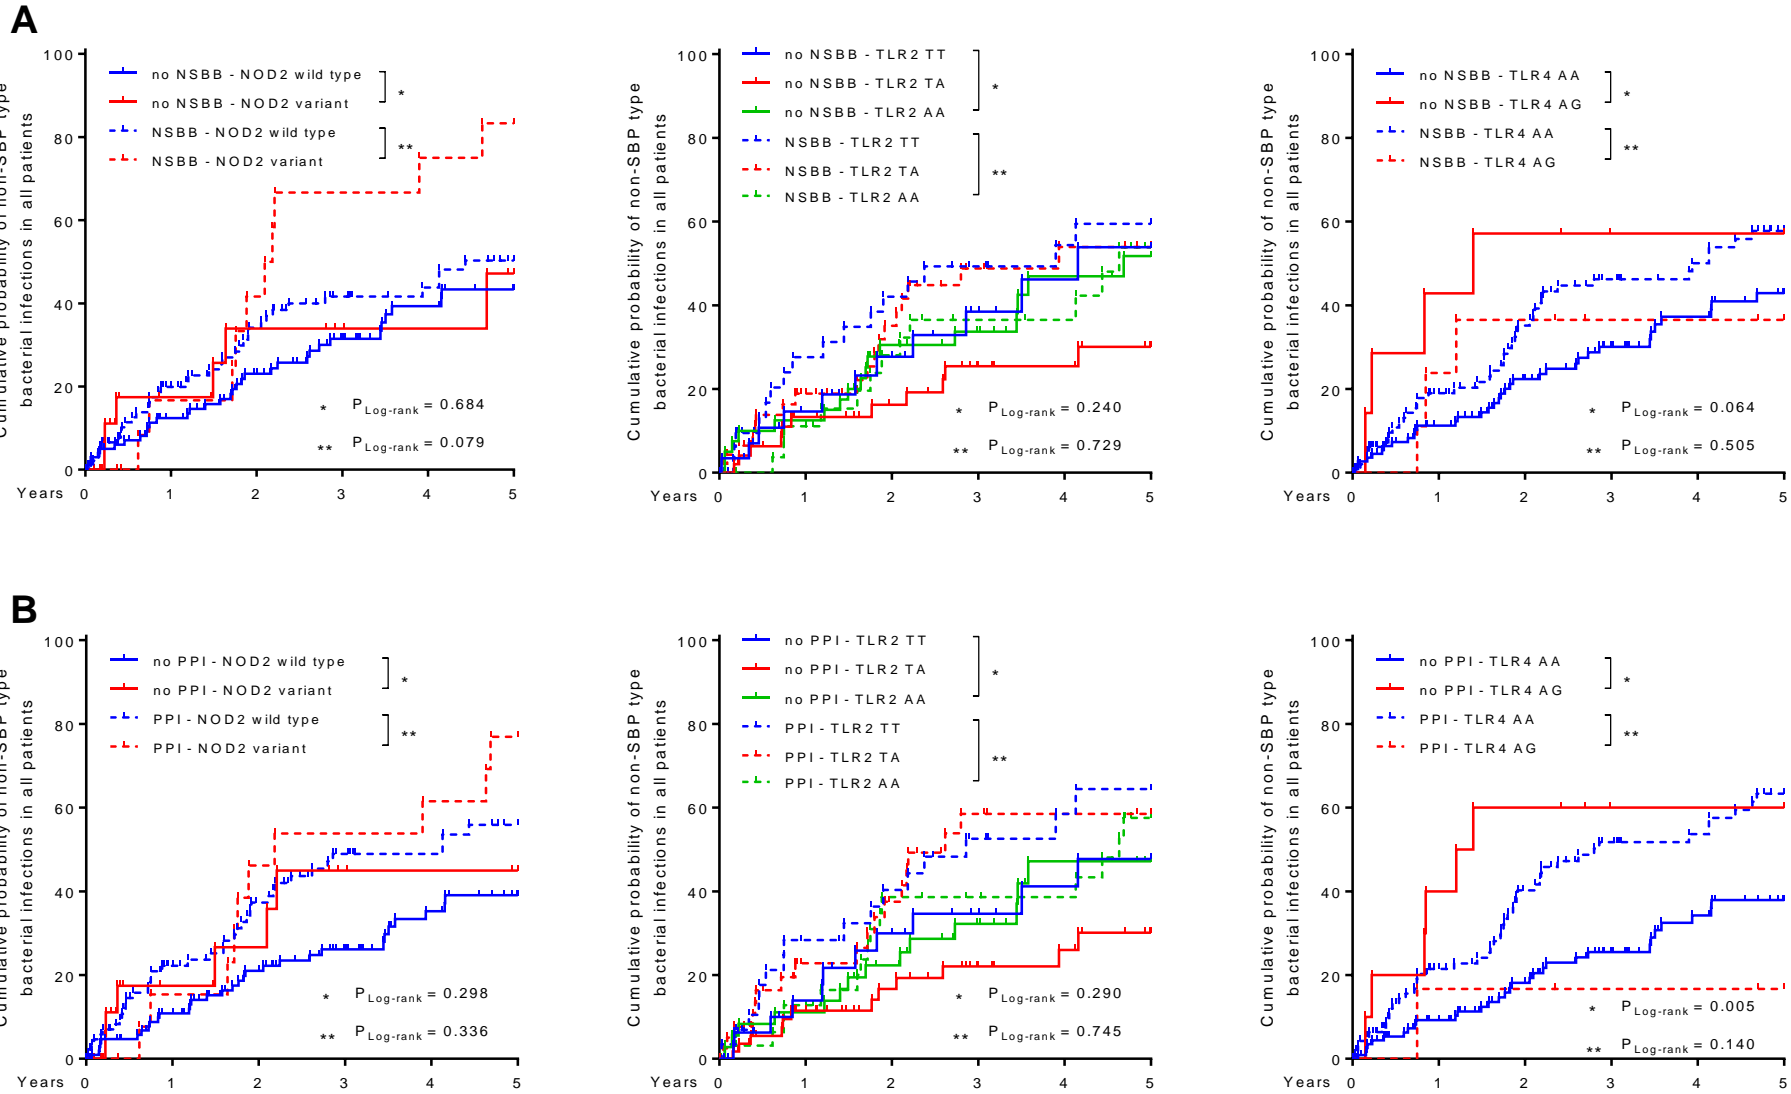 A
Cumulative probability of non-SBP type
bacterial infections in all patients
100
80
60
40
20
0
no NSBB - NOD2 wild type
no NSBB - NOD2 variant
NSBB - NOD2 wild type
NSBB - NOD2 variant
*
**
* P Log-rank = 0.684
** P Log-rank = 0.079
Years 0 1 2 3 4 5
Cumulative probability of non-SBP type
bacterial infections in all patients
100
80
60
40
20
0
no NSBB - TLR2 TT
no NSBB - TLR2 TA
no NSBB - TLR2 AA
NSBB - TLR2 TT
NSBB - TLR2 TA
NSBB - TLR2 AA
*
**
* P Log-rank = 0.240
** P Log-rank = 0.729
Years 0 1 2 3 4 5
Cumulative probability of non-SBP type
bacterial infections in all patients
100
80
60
40
20
0
no NSBB - TLR4 AA
no NSBB - TLR4 AG
NSBB - TLR4 AA
NSBB - TLR4 AG
*
**
* P Log-rank = 0.064
** P Log-rank = 0.505
Years 0 1 2 3 4 5
B
Cumulative probability of non-SBP type
bacterial infections in all patients
100
80
60
40
20
0
no PPI - NOD2 wild type
no PPI - NOD2 variant
PPI - NOD2 wild type
PPI - NOD2 variant
*
**
* P Log-rank = 0.298
** P Log-rank = 0.336
Years 0 1 2 3 4 5
Cumulative probability of non-SBP type
bacterial infections in all patients
100
80
60
40
20
0
no PPI - TLR2 TT
no PPI - TLR2 TA
no PPI - TLR2 AA
PPI - TLR2 TT
PPI - TLR2 TA
PPI - TLR2 AA
*
**
* P Log-rank = 0.290
** P Log-rank = 0.745
Years 0 1 2 3 4 5
Cumulative probability of non-SBP type
bacterial infections in all patients
100
80
60
40
20
0
no PPI - TLR4 AA
no PPI - TLR4 AG
PPI - TLR4 AA
PPI - TLR4 AG
*
**
* P Log-rank = 0.005
** P Log-rank = 0.140
Years 0 1 2 3 4 5